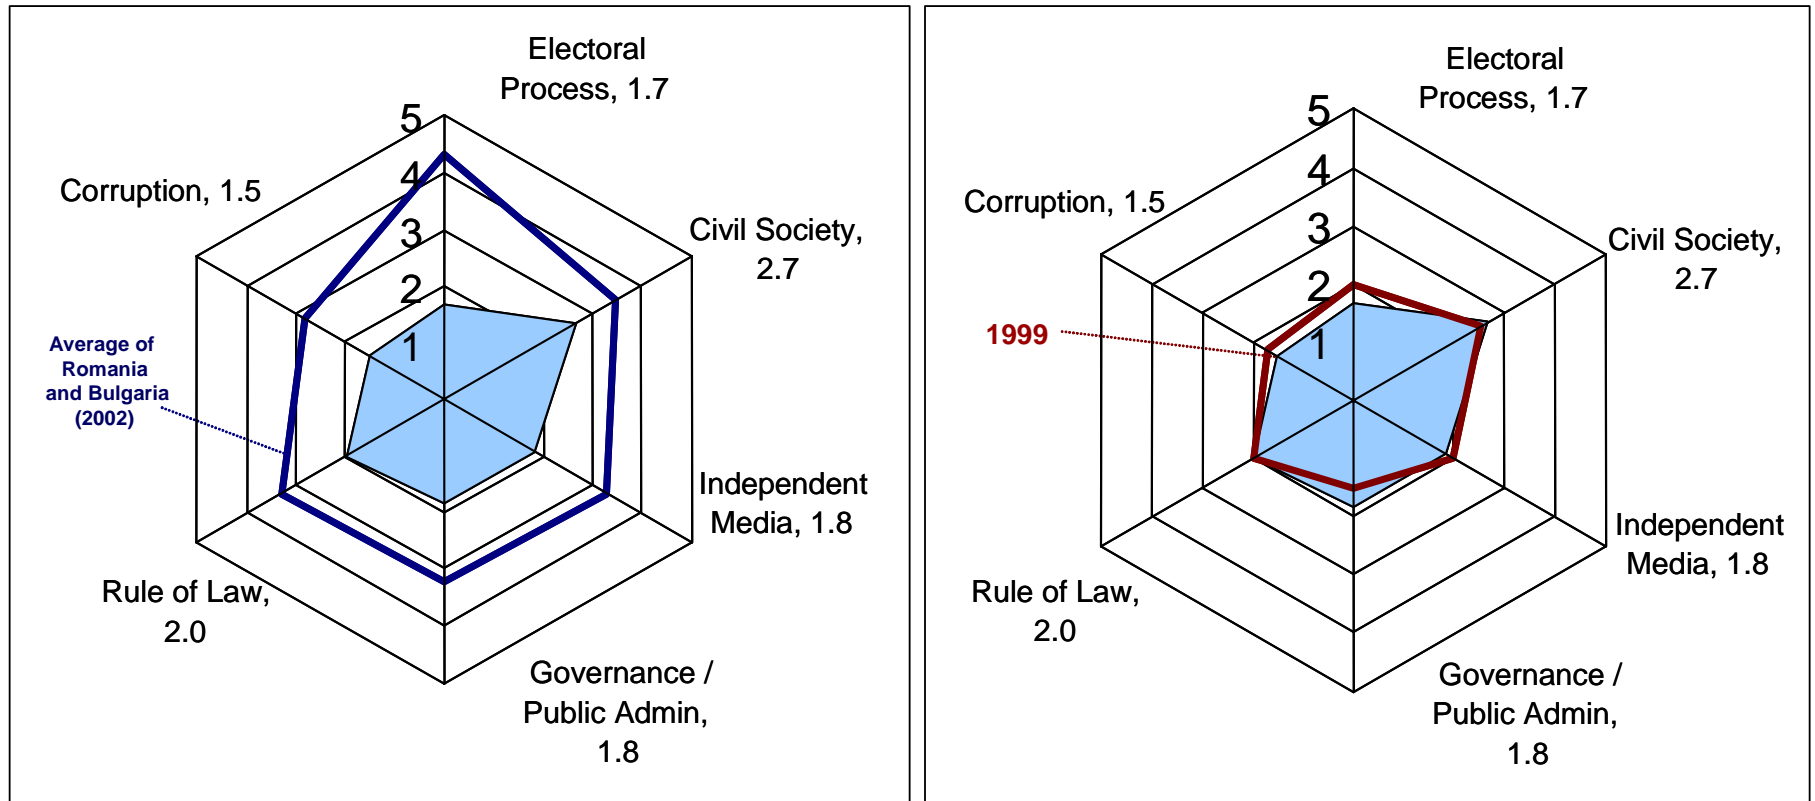 Electoral
Process, 1.7
5
4
3
2
1
Corruption, 1.5
Civil Society,
2.7
Average of
Romania
and Bulgaria
(2002)
Independent
Media, 1.8
Rule of Law,
2.0
Governance /
Public Admin,
1.8
Electoral
Process, 1.7
5
4
3
2
1
Corruption, 1.5
Civil Society,
2.7
1999
Independent
Media, 1.8
Rule of Law,
2.0
Governance /
Public Admin,
1.8